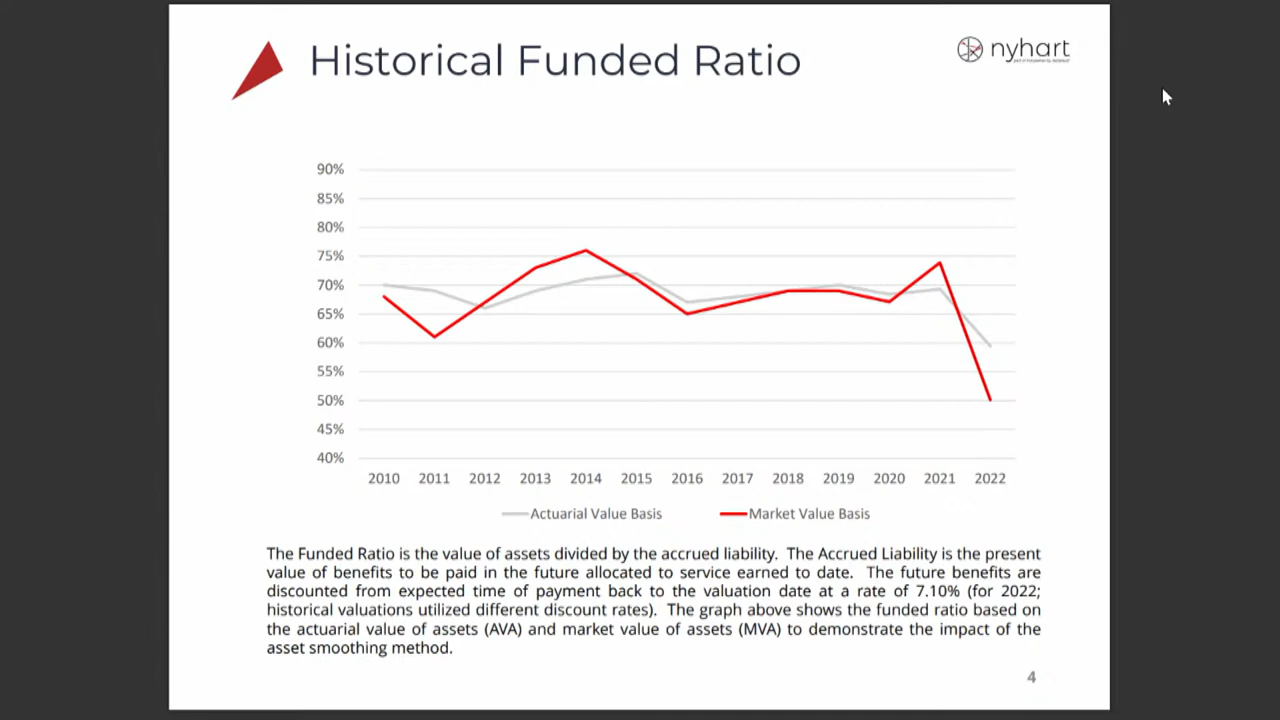 Historical Funded Ratio
nyhart
90%
85%
80%
75%
70%
65%
60%
55%
50%
45%
40%
2010 2011 2012 2013 2014 2015 2016 2017 2018 2019 2020 2021 2022
Actuarial Value Basis Market Value Basis
The Funded Ratio is the value of assets divided by the accrued liability. The Accrued Liability is the present
value of benefits to be paid in the future allocated to service earned to date. The future benefits are
discounted from expected time of payment back to the valuation date at a rate of 7.10% (for 2022;
historical valuations utilized different discount rates). The graph above shows the funded ratio based on
the actuarial value of assets (AVA) and market value of assets (MVA) to demonstrate the impact of the
asset smoothing method.
4